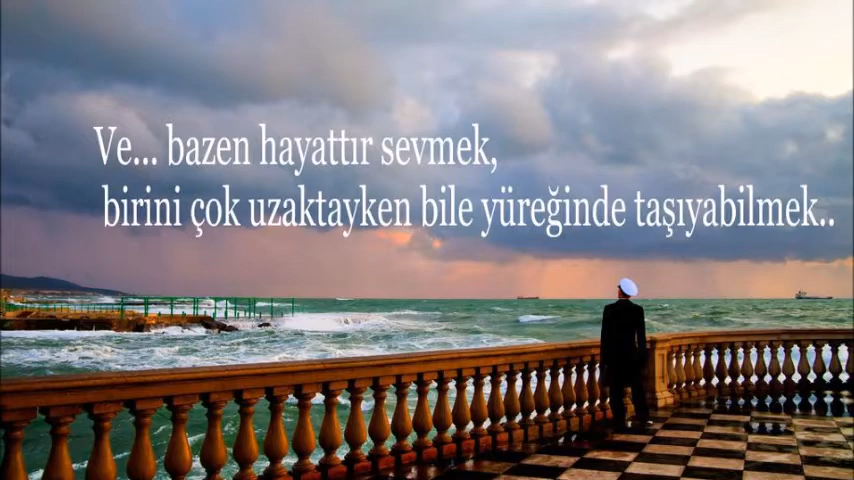 Ve... bazen hayattır sevmek,
birini çok uzaktayken bile yüreğinde taşıyabilmek..